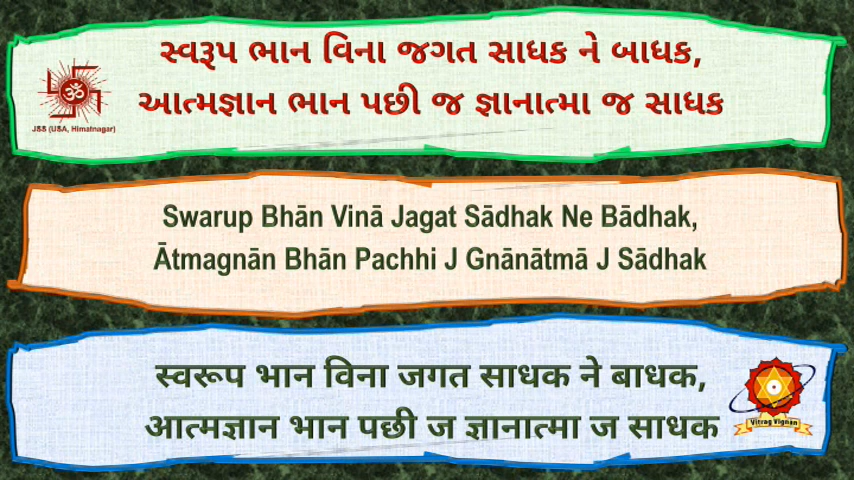 સ્વરૂપ ભાન વિના જગત સાધક ને બાધક,
આત્મજ્ઞાન ભાન પછી જ જ્ઞાનાત્મા જ સાધક
ॐ
JSS (USA, Himatnagar)
Swarup Bhān Vinā Jagat Sādhak Ne Bādhak,
Ātmagnān Bhān Pachhi J Gnānātmā J Sādhak
स्वरूप भान विना जगत साधक ने बाधक,
आत्मज्ञान भान पछी ज ज्ञानात्मा ज साधक
Vitrag Vignan